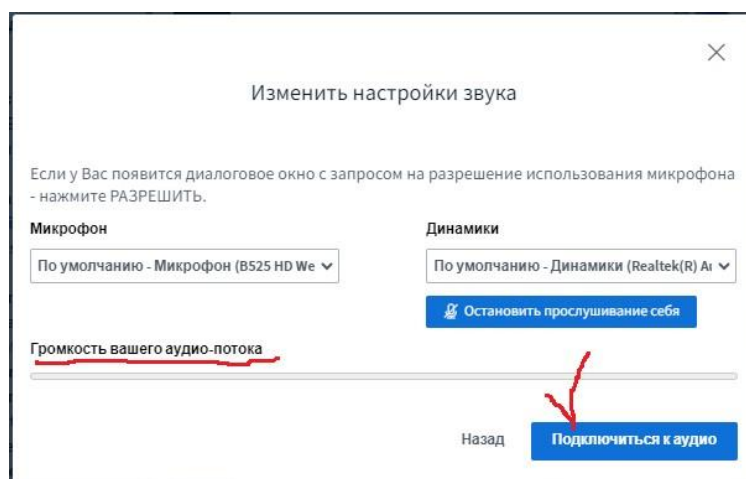 Изменить настройки звука
Если у Вас появится диалоговое окно с запросом на разрешение использования микрофона
- нажмите РАЗРЕШИТЬ.
Микрофон
Динамики
По умолчанию - Микрофон (B525 HD We
По умолчанию - Динамики (Realtek(R) Au
Остановить прослушивание себя
Громкость вашего аудио-потока
Назад
Подключиться к аудио